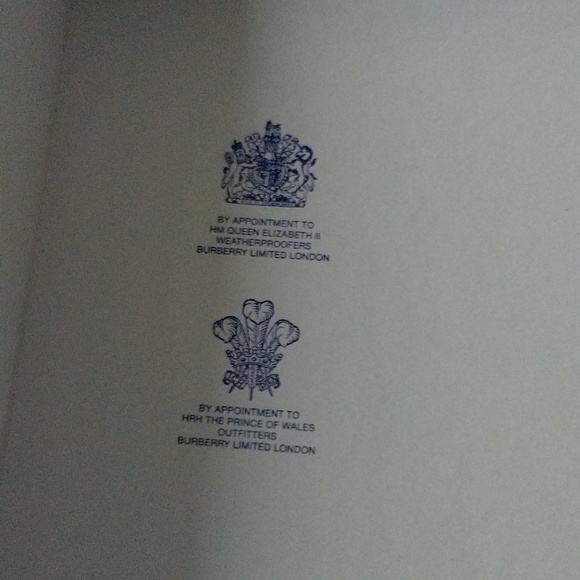 BY APPOINTMENT TO
HM QUEEN ELIZABETH II
WEATHERPROOFERS
BURBERRY LIMITED LONDON
BY APPOINTMENT TO
HRH THE PRINCE OF WALES
OUTFITTERS
BURBERRY LIMITED LONDON